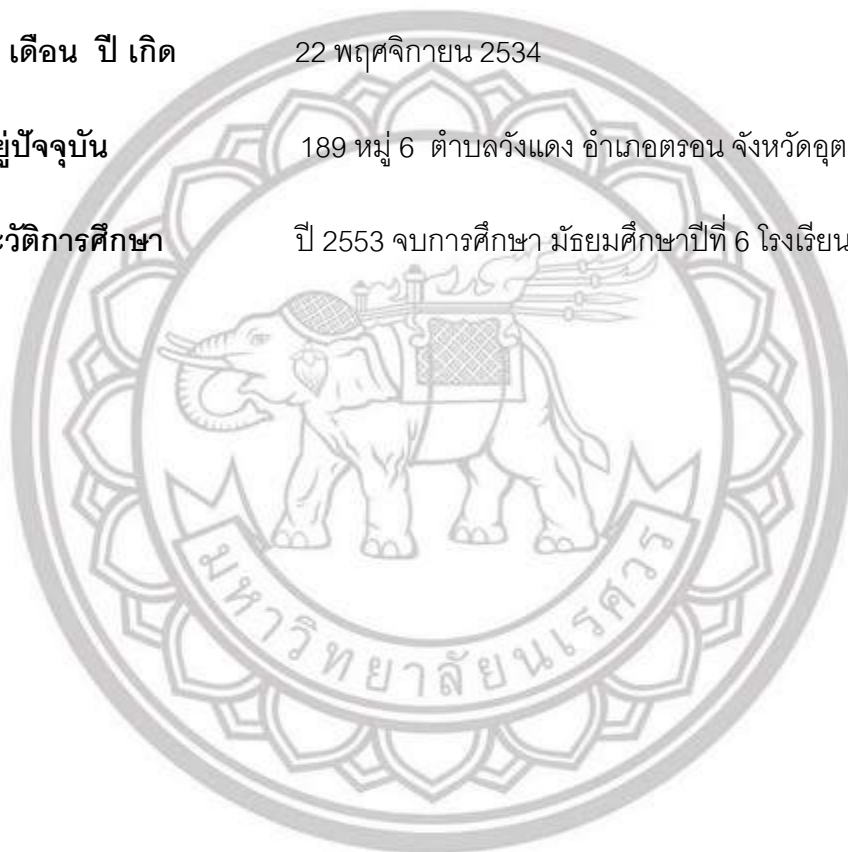 เดือน ปี เกิด 22 พฤศจิกายน 2534
ยู่ปัจจุบัน 189 หมู่ 6 ตำบลวังแดง อำเภอตรอน จังหวัดอุต
ะวัติการศึกษา ปี 2553 จบการศึกษา มัธยมศึกษาปีที่ 6 โรงเรียน
มหาวิทยาลัยนเรศวร